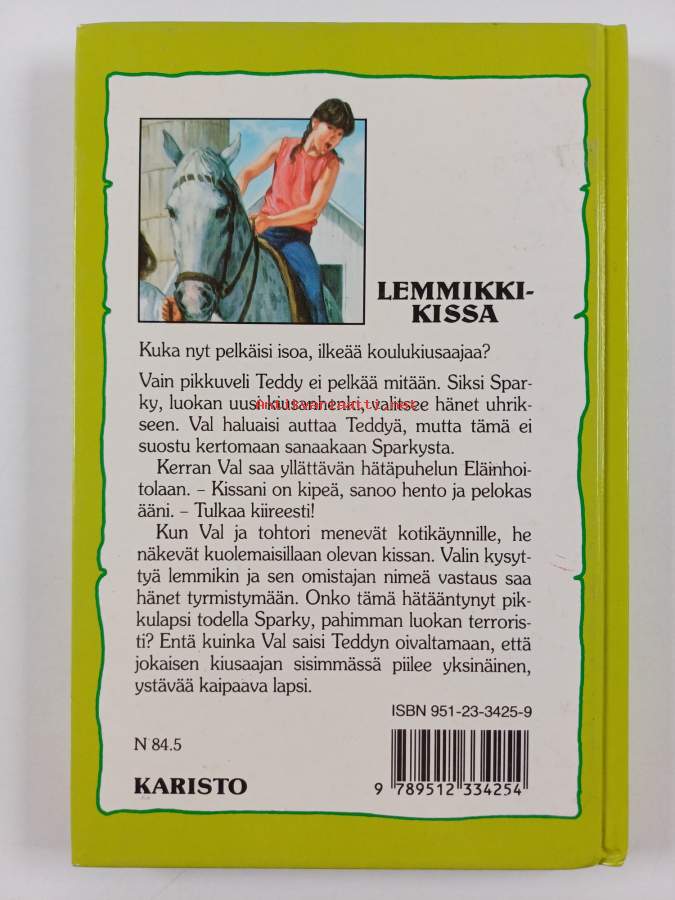 LEMMIKKI-
KISSA
Kuka nyt pelkäisi isoa, ilkeää koulukiusaajaa?
Vain pikkuveli Teddy ei pelkää mitään. Siksi Spar-
ky, luokan uusi kiusanhenki, valitsee hänet uhrik-
seen. Val haluaisi auttaa Teddyä, mutta tämä ei
suostu kertomaan sanaakaan Sparkysta.
Kerran Val saa yllättävän hätäpuhelun Eläinhoi-
tolaan. – Kissani on kipeä, sanoo hento ja pelokas
ääni. – Tulkaa kiireesti!
Kun Val ja tohtori menevät kotikäynnille, he
näkevät kuolemaisillaan olevan kissan. Valin kysyt-
tyä lemmikin ja sen omistajan nimeä vastaus saa
hänet tyrmistymään. Onko tämä hätääntynyt pik-
kulapsi todella Sparky, pahimman luokan terroris-
ti? Entä kuinka Val saisi Teddyn oivaltamaan, että
jokaisen kiusaajan sisimmässä piilee yksinäinen,
ystävää kaipaava lapsi.
ISBN 951-23-3425-9
N 84.5
KARISTO
9 789512 334254